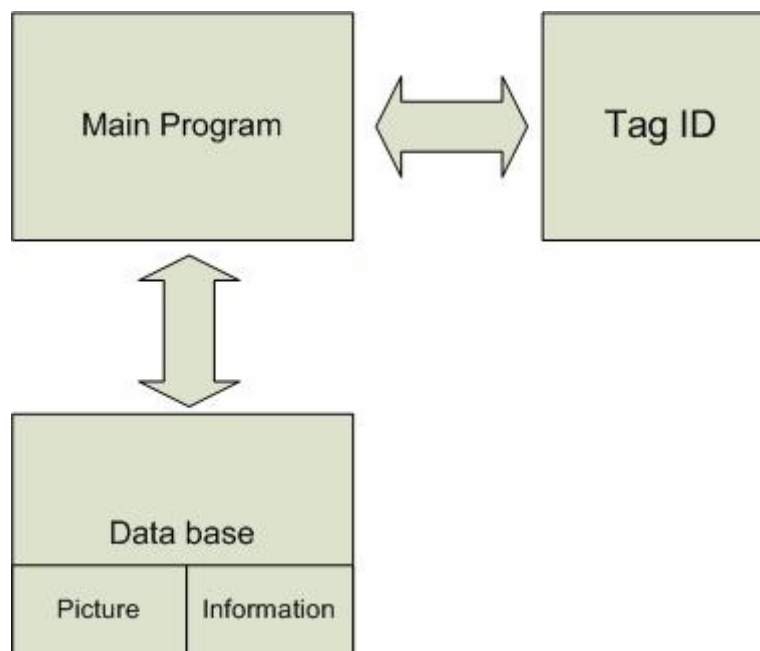 Main Program
Tag ID
Data base
Picture
Information